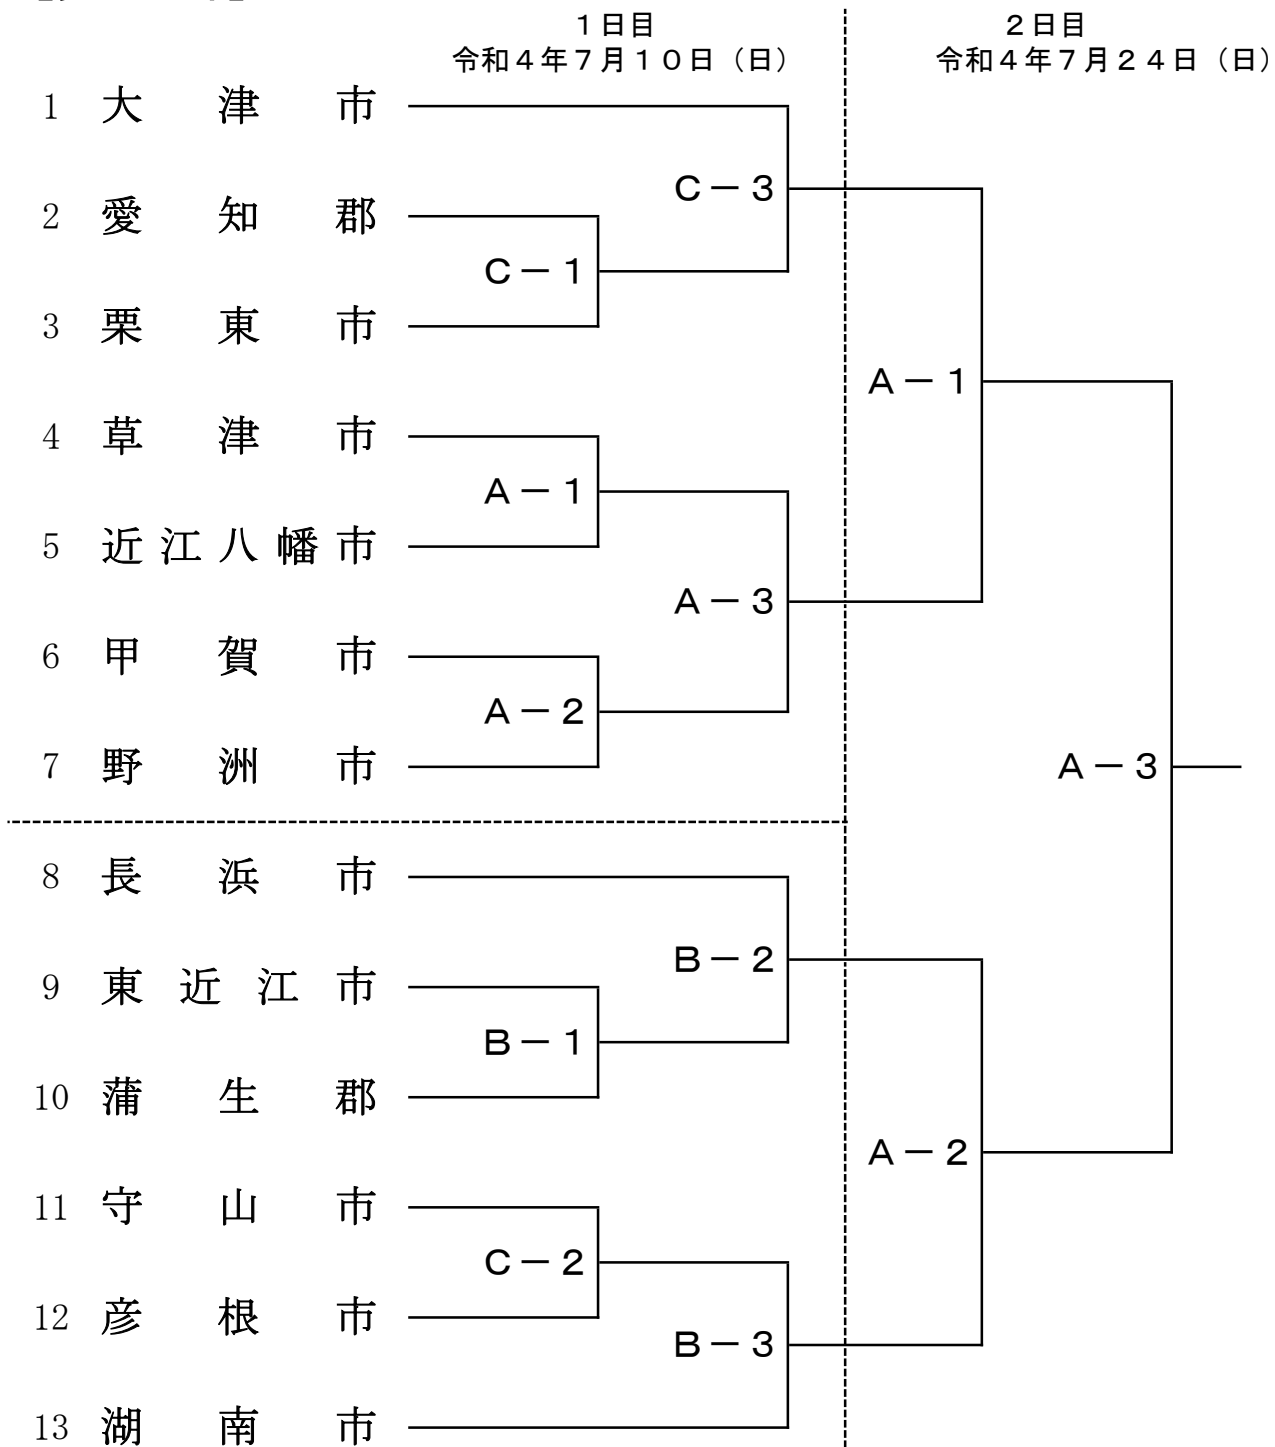 1日目
2日目
令和4年7月10日（日）
令和4年7月24日（日）
1 大津市
C－3
2 愛知郡
C－1
3 栗東市
A－1
4 草津市
A－1
5 近江八幡市
A－3
6 甲賀市
A－2
7 野洲市
A－3
8 長浜市
B－2
9 東近江市
B－1
10 蒲生郡
A－2
11 守山市
C－2
12 彦根市
B－3
13 湖南市